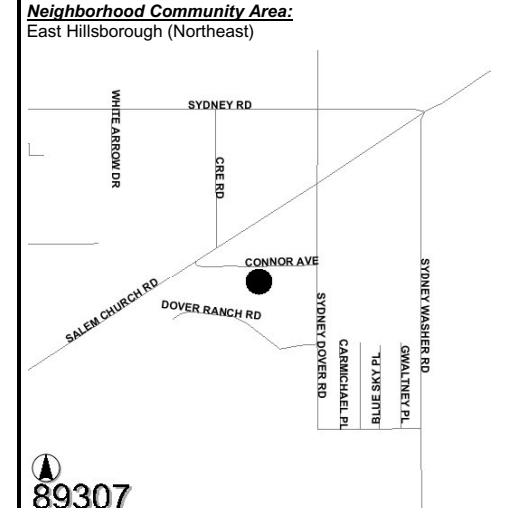 Neighborhood Community Area:
East Hillsborough (Northeast)
SYDNEY RD
WHITE ARROW DR
CRE RD
CONNOR AVE
SALEM CHURCH RD
DOVER RANCH RD
SYDNEY DOVER RD
CARMICHAEL PL
BLUE SKY PL
GWALTNEY PL
SYDNEY WASHER RD
89307